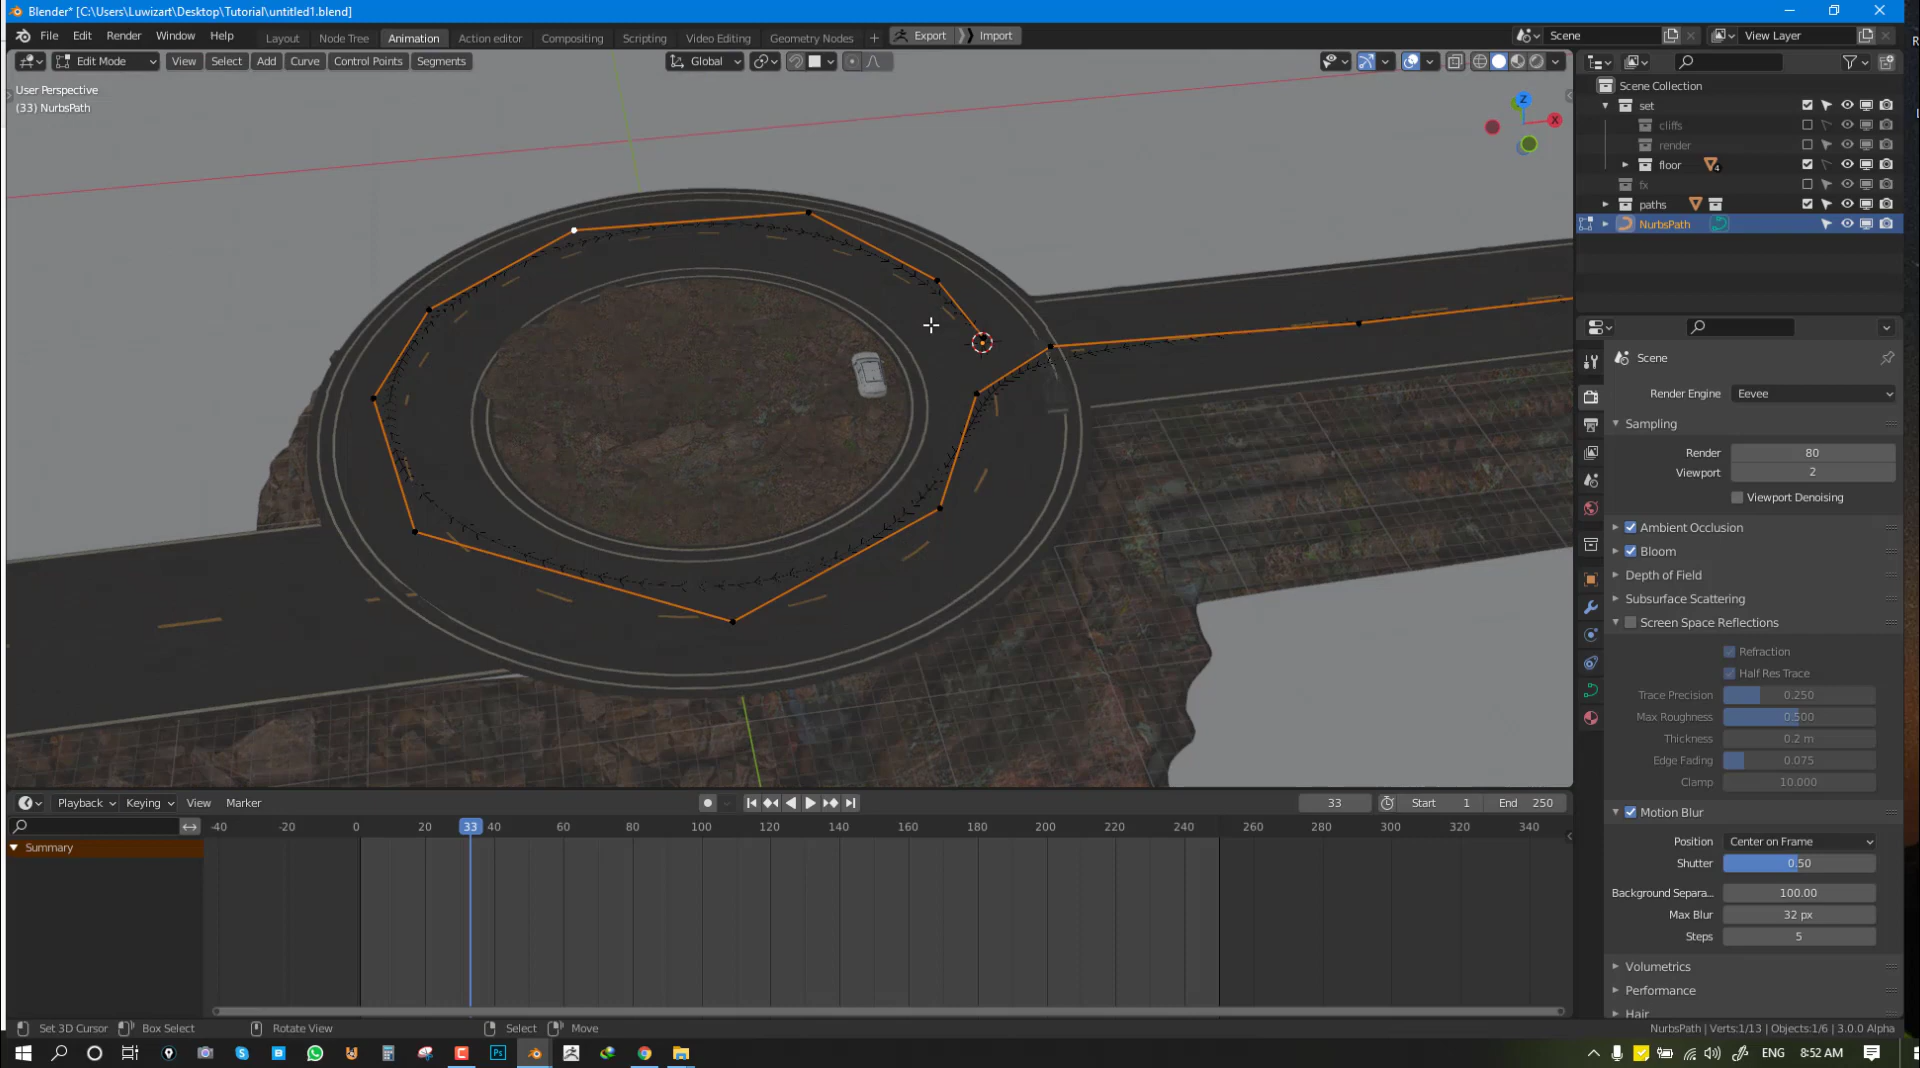 Blender* [C:\Users\Luwizart\Desktop\Tutorial\untitled1.blend]
File Edit Render Window Help Layout Node Tree Animation Action editor Compositing Scripting Video Editing Geometry Nodes + Export Import Scene View Layer
Edit Mode View Select Add Curve Control Points Segments Global
User Perspective
(33) NurbsPath
Z
X
Scene Collection
set
cliffs
render
floor 4
fx
paths
NurbsPath
Scene
Render Engine Eevee
Sampling
Render 80
Viewport 2
Viewport Denoising
Ambient Occlusion
Bloom
Depth of Field
Subsurface Scattering
Screen Space Reflections
Refraction
Half Res Trace
Trace Precision 0.250
Max Roughness 0.500
Thickness 0.2 m
Edge Fading 0.075
Clamp 10.000
Motion Blur
Position Center on Frame
Shutter 0.50
Background Separa... 100.00
Max Blur 32 px
Steps 5
Volumetrics
Performance
Hair
Playback Keying View Marker 33 Start 1 End 250
-40 -20 0 20 33 40 60 80 100 120 140 160 180 200 220 240 260 280 300 320 340
Summary
Set 3D Cursor Box Select Rotate View Select Move NurbsPath | Verts:1/13 | Objects:1/6 | 3.0.0 Alpha
Ps ENG 8:52 AM